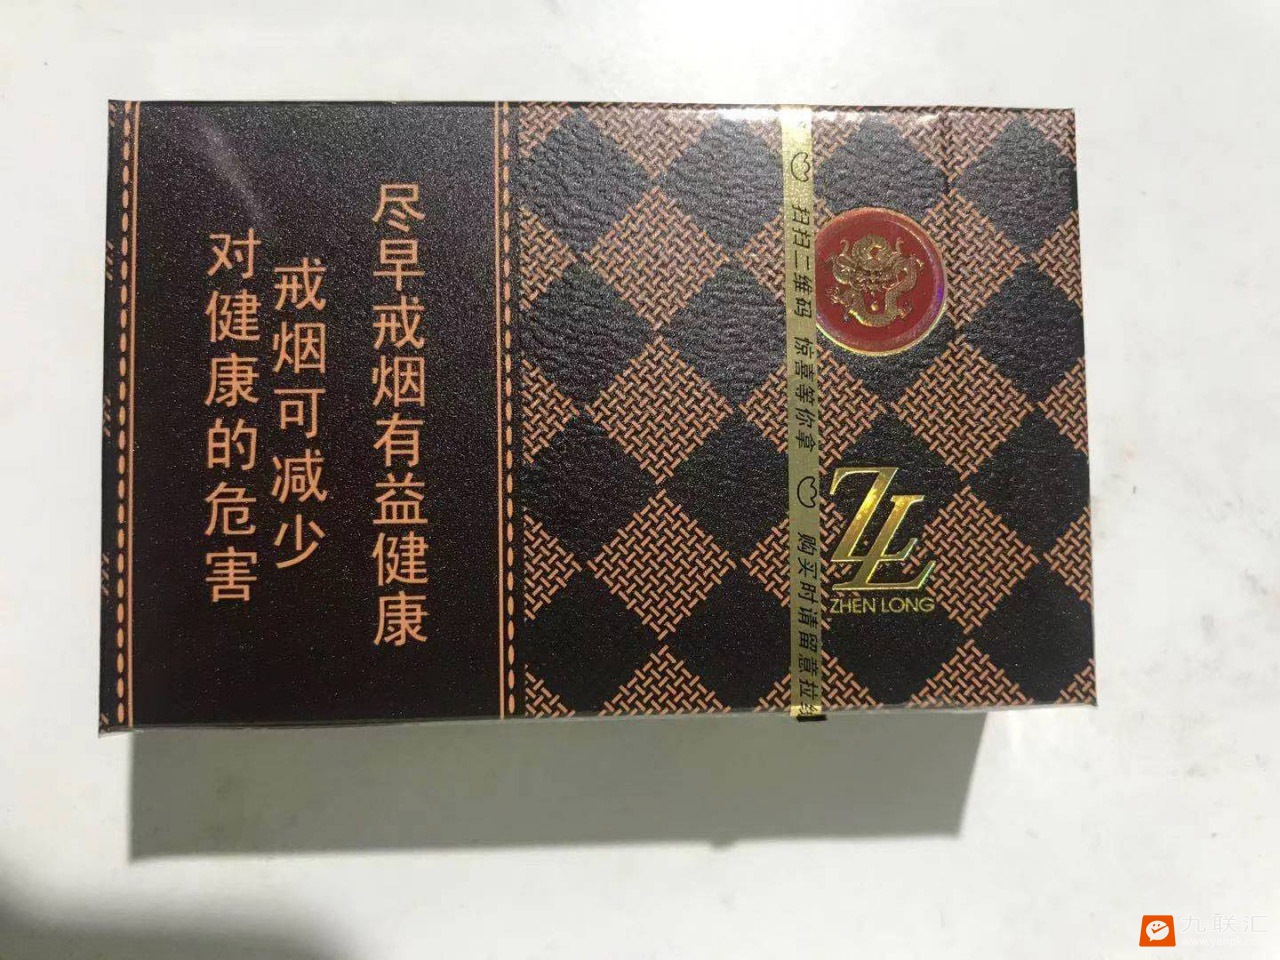 尽早戒烟有益健康
戒烟可减少
对健康的危害
扫扫二维码 惊喜等你拿
购买时请留意拉线
ZL
ZHEN LONG
九联汇